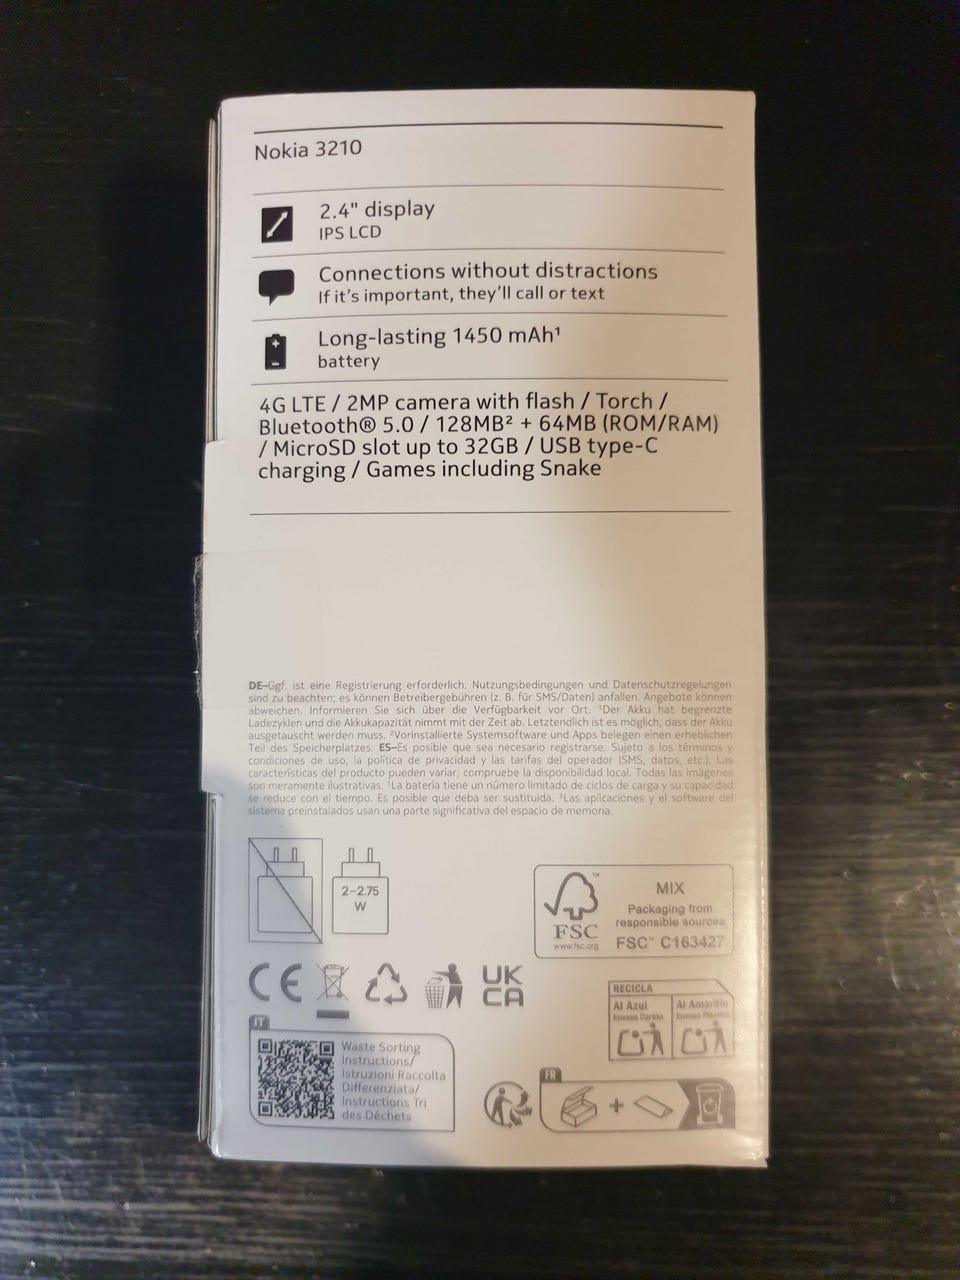 Nokia 3210
2.4" display
IPS LCD
Connections without distractions
If it's important, they'll call or text
Long-lasting 1450 mAh¹
battery
4G LTE / 2MP camera with flash / Torch /
Bluetooth® 5.0 / 128MB² + 64MB (ROM/RAM)
/ MicroSD slot up to 32GB / USB type-C
charging / Games including Snake
DE–Ggf. ist eine Registrierung erforderlich. Nutzungsbedingungen und Datenschutzregelungen
sind zu beachten; es können Betreibergebühren (z. B. für SMS/Daten) anfallen. Angebote können
abweichen. Informieren Sie sich über die Verfügbarkeit vor Ort. ¹Der Akku hat begrenzte
Ladezyklen und die Akkukapazität nimmt mit der Zeit ab. Letztendlich ist es möglich, dass der Akku
ausgetauscht werden muss. ²Vorinstallierte Systemsoftware und Apps belegen einen erheblichen
Teil des Speicherplatzes. ES–Es posible que sea necesario registrarse. Sujeto a los términos y
condiciones de uso, la política de privacidad y las tarifas del operador (SMS, datos, etc.). Las
características del producto pueden variar; compruebe la disponibilidad local. Todas las imágenes
son meramente ilustrativas. ¹La batería tiene un número limitado de ciclos de carga y su capacidad
se reduce con el tiempo. Es posible que deba ser sustituida. ²Las aplicaciones y el software del
sistema preinstalados usan una parte significativa del espacio de memoria.
2–2.75
W
FSC
www.fsc.org
™
MIX
Packaging from
responsible sources
FSC™ C163427
CE
UK
CA
RECICLA
Al Azul
Envase Cartón
Al Amarillo
Envase Plástico
IT
Waste Sorting
Instructions/
Istruzioni Raccolta
Differenziata/
Instructions Tri
des Déchets
FR